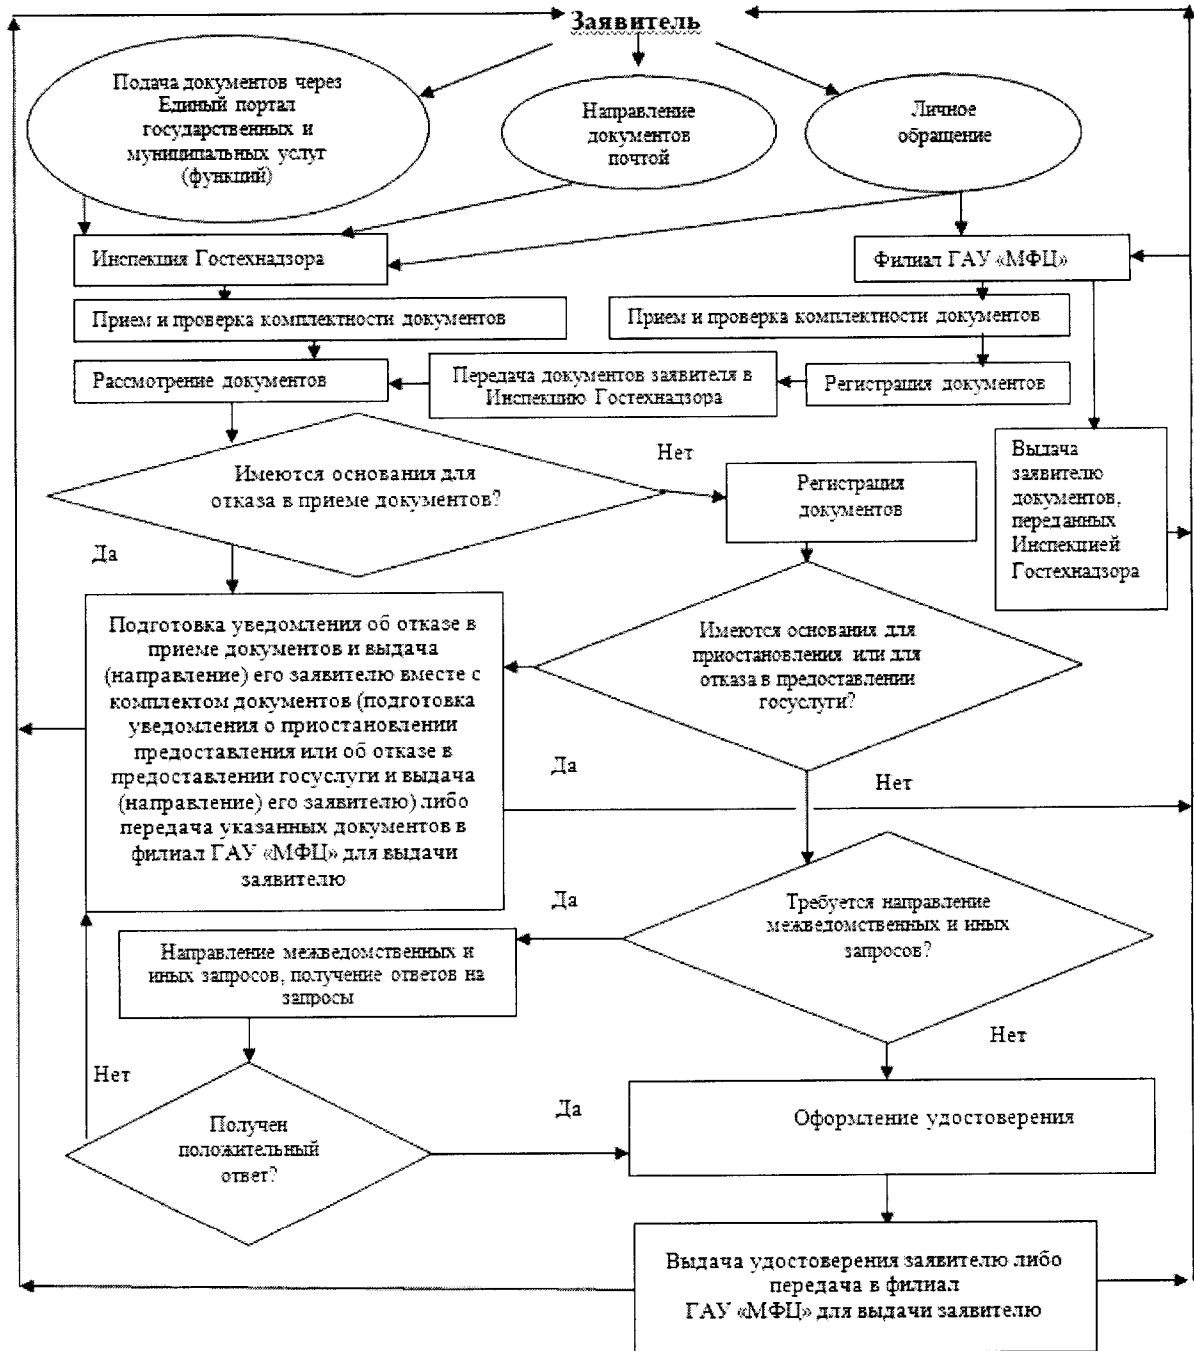 Заявитель
Подача документов через
Единый портал
государственных и
муниципальных услуг
(функций)
Направление
документов
почтой
Личное
обращение
Инспекция Гостехнадзора
Филиал ГАУ «МФЦ»
Прием и проверка комплектности документов
Прием и проверка комплектности документов
Рассмотрение документов
Передача документов заявителя в
Инспекцию Гостехнадзора
Регистрация документов
Имеются основания для
отказа в приеме документов?
Нет
Регистрация
документов
Выдача
заявителю
документов,
переданных
Инспекцией
Гостехнадзора
Да
Подготовка уведомления об отказе в
приеме документов и выдача
(направление) его заявителю вместе с
комплектом документов (подготовка
уведомления о приостановлении
предоставления или об отказе в
предоставлении госуслуги и выдача
(направление) его заявителю) либо
передача указанных документов в
филиал ГАУ «МФЦ» для выдачи
заявителю
Имеются основания для
приостановления или для
отказа в предоставлении
госуслуги?
Да
Нет
Да
Требуется направление
межведомственных и иных
запросов?
Направление межведомственных и
иных запросов, получение ответов на
запросы
Нет
Нет
Получен
положительный
ответ?
Да
Оформление удостоверения
Выдача удостоверения заявителю либо
передача в филиал
ГАУ «МФЦ» для выдачи заявителю